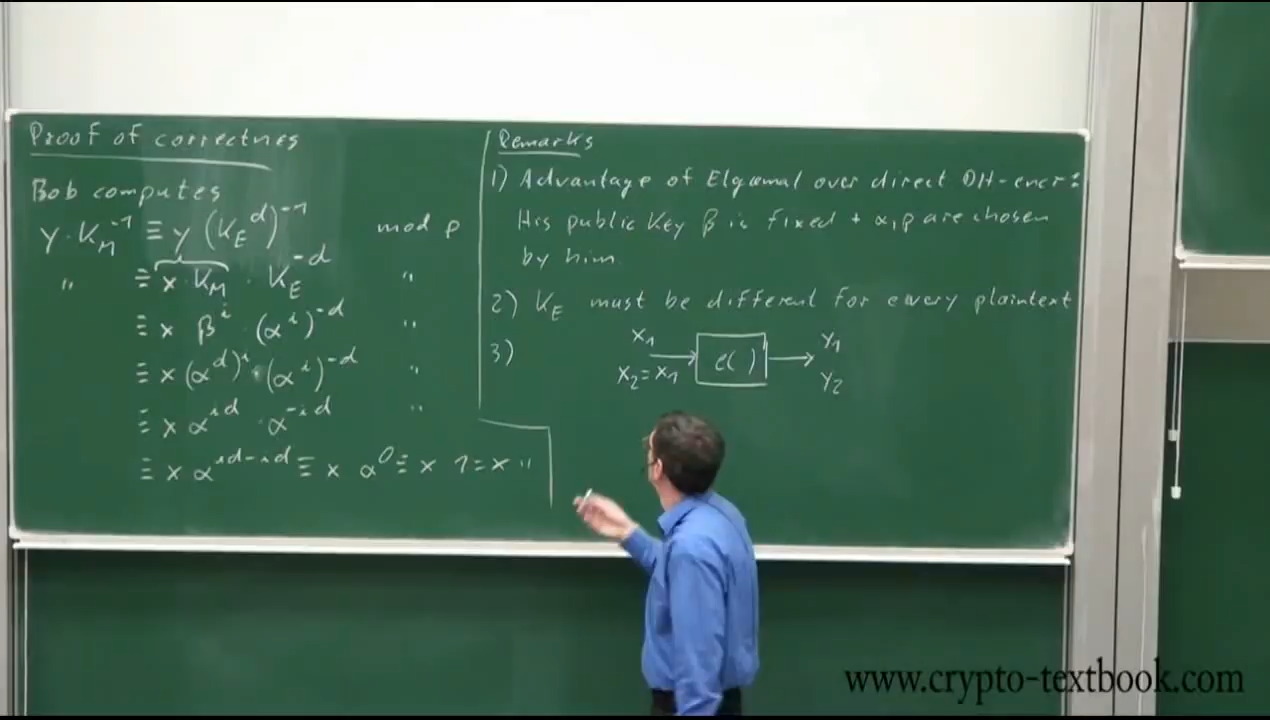 Proof of correctnes
Bob computes
y · K_M^-1 ≡ y (K_E^d)^-1 mod p
" ≡ x · K_M · K_E^-d "
≡ x β^i · (α^i)^-d "
≡ x (α^d)^i · (α^i)^-d "
≡ x α^id · α^-id "
≡ x α^id-id ≡ x α^0 ≡ x 1 = x "
Remarks
1) Advantage of Elgamal over direct DH-encr:
His public Key β is fixed + α, p are chosen
by him.
2) K_E must be different for every plaintext
3) x_1 e( ) y_1
x_2 = x_1 y_2
www.crypto-textbook.com